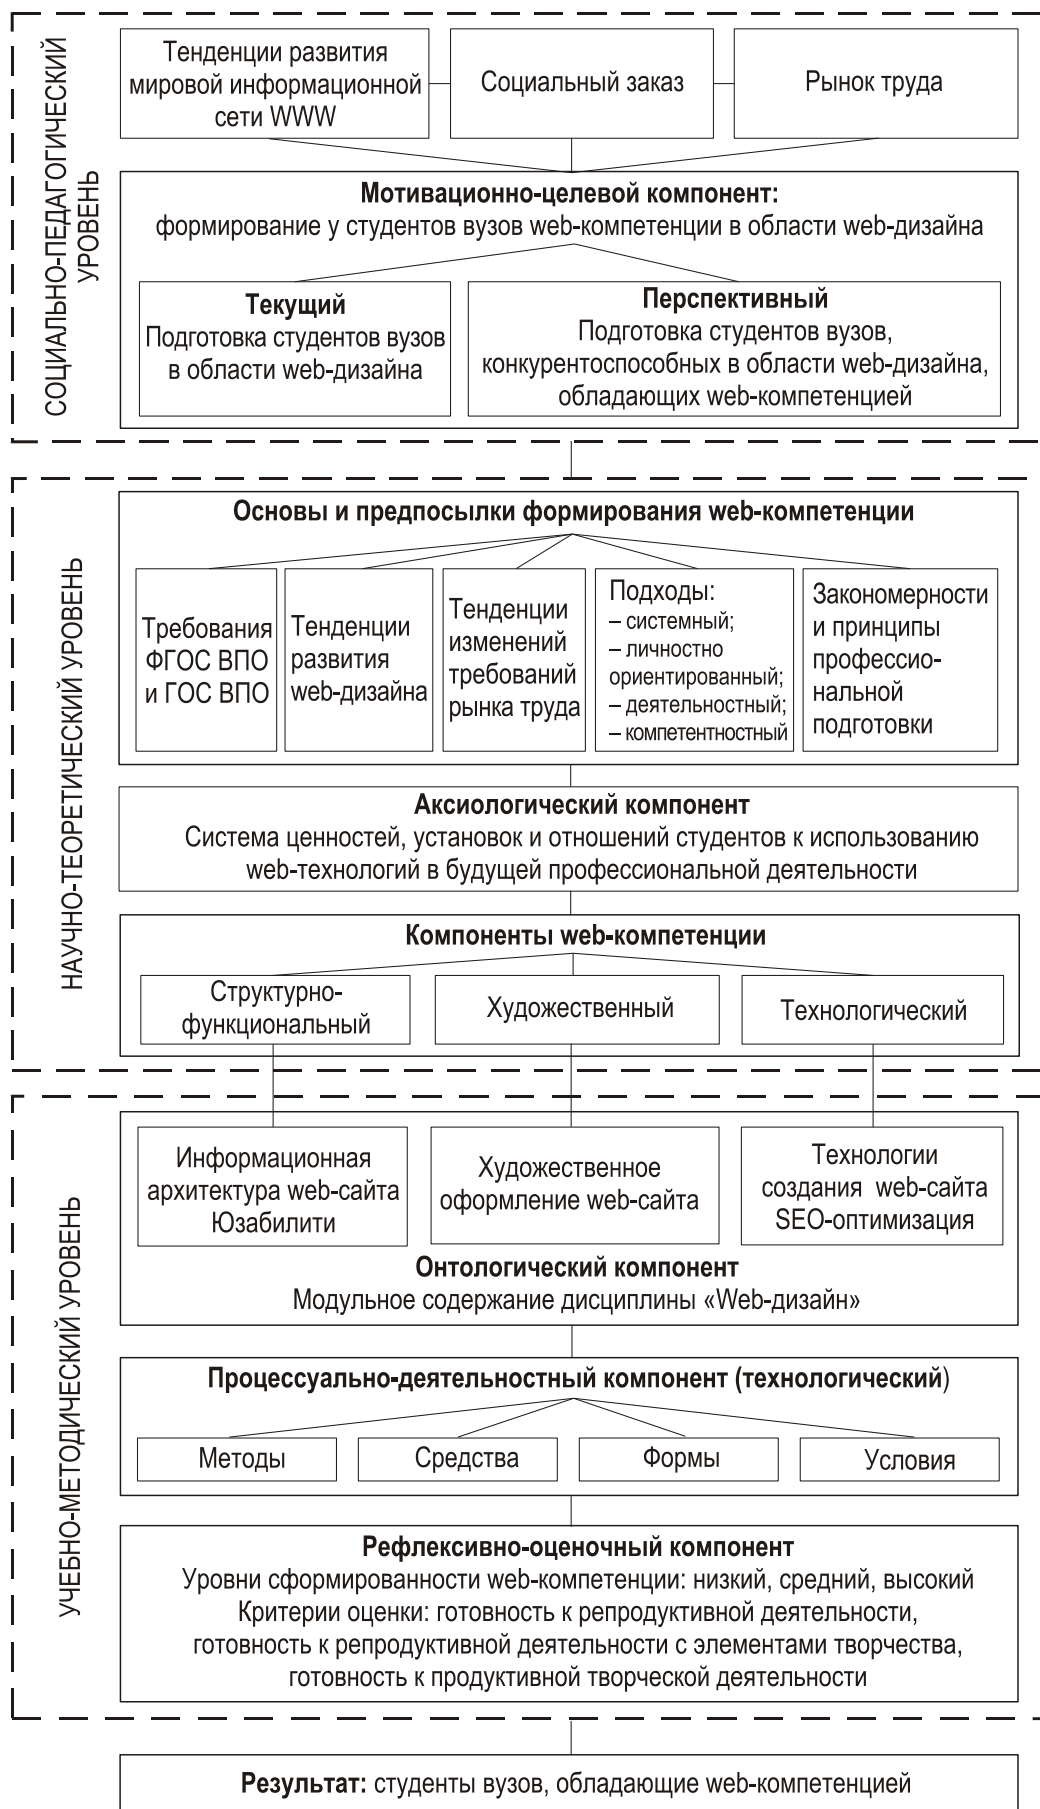 СОЦИАЛЬНО-ПЕДАГОГИЧЕСКИЙ
УРОВЕНЬ
Тенденции развития
мировой информационной
сети WWW
Социальный заказ
Рынок труда
Мотивационно-целевой компонент:
формирование у студентов вузов web-компетенции в области web-дизайна
Текущий
Подготовка студентов вузов
в области web-дизайна
Перспективный
Подготовка студентов вузов,
конкурентоспособных в области web-дизайна,
обладающих web-компетенцией
НАУЧНО-ТЕОРЕТИЧЕСКИЙ УРОВЕНЬ
Основы и предпосылки формирования web-компетенции
Требования
ФГОС ВПО
и ГОС ВПО
Тенденции
развития
web-дизайна
Тенденции
изменений
требований
рынка труда
Подходы:
– системный;
– личностно
ориентированный;
– деятельностный;
– компетентностный
Закономерности
и принципы
профессио-
нальной
подготовки
Аксиологический компонент
Система ценностей, установок и отношений студентов к использованию
web-технологий в будущей профессиональной деятельности
Компоненты web-компетенции
Структурно-
функциональный
Художественный
Технологический
УЧЕБНО-МЕТОДИЧЕСКИЙ УРОВЕНЬ
Информационная
архитектура web-сайта
Юзабилити
Художественное
оформление web-сайта
Технологии
создания web-сайта
SEO-оптимизация
Онтологический компонент
Модульное содержание дисциплины «Web-дизайн»
Процессуально-деятельностный компонент (технологический)
Методы
Средства
Формы
Условия
Рефлексивно-оценочный компонент
Уровни сформированности web-компетенции: низкий, средний, высокий
Критерии оценки: готовность к репродуктивной деятельности,
готовность к репродуктивной деятельности с элементами творчества,
готовность к продуктивной творческой деятельности
Результат: студенты вузов, обладающие web-компетенцией